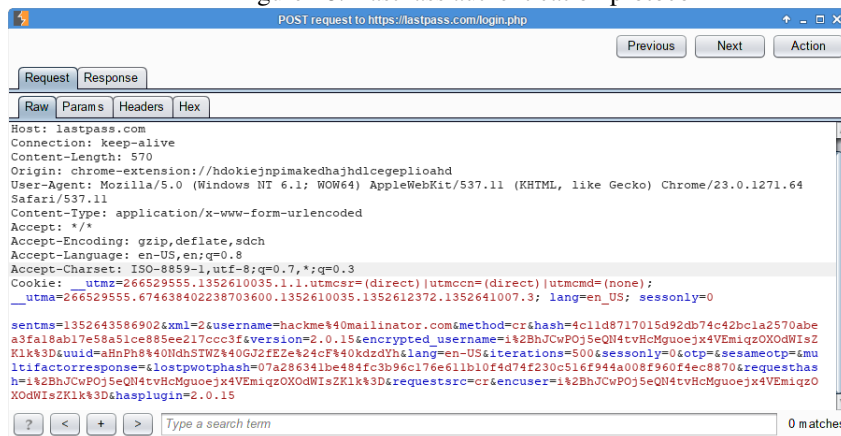 POST request to https://lastpass.com/login.php
Previous Next Action
Request Response
Raw Params Headers Hex
Host: lastpass.com
Connection: keep-alive
Content-Length: 570
Origin: chrome-extension://hdokiejnpimakedhajhdlcegeplioahd
User-Agent: Mozilla/5.0 (Windows NT 6.1; WOW64) AppleWebKit/537.11 (KHTML, like Gecko) Chrome/23.0.1271.64
Safari/537.11
Content-Type: application/x-www-form-urlencoded
Accept: */*
Accept-Encoding: gzip,deflate,sdch
Accept-Language: en-US,en;q=0.8
Accept-Charset: ISO-8859-1,utf-8;q=0.7,*;q=0.3
Cookie: __utmz=266529555.1352610035.1.1.utmcsr=(direct)|utmccn=(direct)|utmcmd=(none);
__utma=266529555.674638402238703600.1352610035.1352612372.1352641007.3; lang=en_US; sessonly=0
sentms=1352643586902&xml=2&username=hackme%40mailinator.com&method=cr&hash=4c11d8717015d92db74c42bc1a2570abe
a3fa18ab17e58a51ce885ee217ccc3f&version=2.0.15&encrypted_username=i%2BhJCwPOj5eQN4tvHcMguoejx4VEmiqzOXOdWIsZ
Klk%3D&uuid=aHnPh8%40NdhSTWZ%40GJ2fEZe%24cF%40kdzdYh&lang=en-US&iterations=500&sessonly=0&otp=&sesameotp=&mu
ltifactorresponse=&lostpwotphash=07a286341be484fc3b96c176e611b10f4d74f230c516f944a008f960f4ec8870&requesthas
h=i%2BhJCwPOj5eQN4tvHcMguoejx4VEmiqzOXOdWIsZKlk%3D&requestsrc=cr&encuser=i%2BhJCwPOj5eQN4tvHcMguoejx4VEmiqzO
XOdWIsZKlk%3D&hasplugin=2.0.15
? < + > Type a search term 0 matches